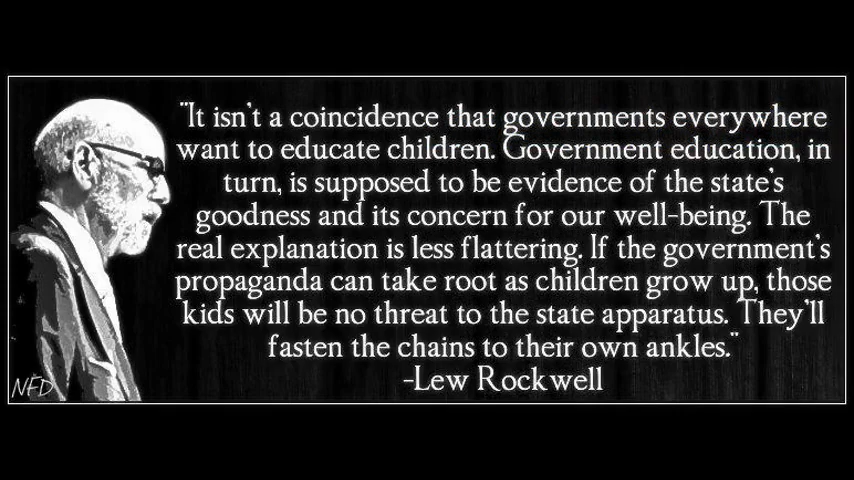 "It isn't a coincidence that governments everywhere
want to educate children. Government education, in
turn, is supposed to be evidence of the state's
goodness and its concern for our well-being. The
real explanation is less flattering. If the government's
propaganda can take root as children grow up, those
kids will be no threat to the state apparatus. They'll
fasten the chains to their own ankles."
-Lew Rockwell
NFD